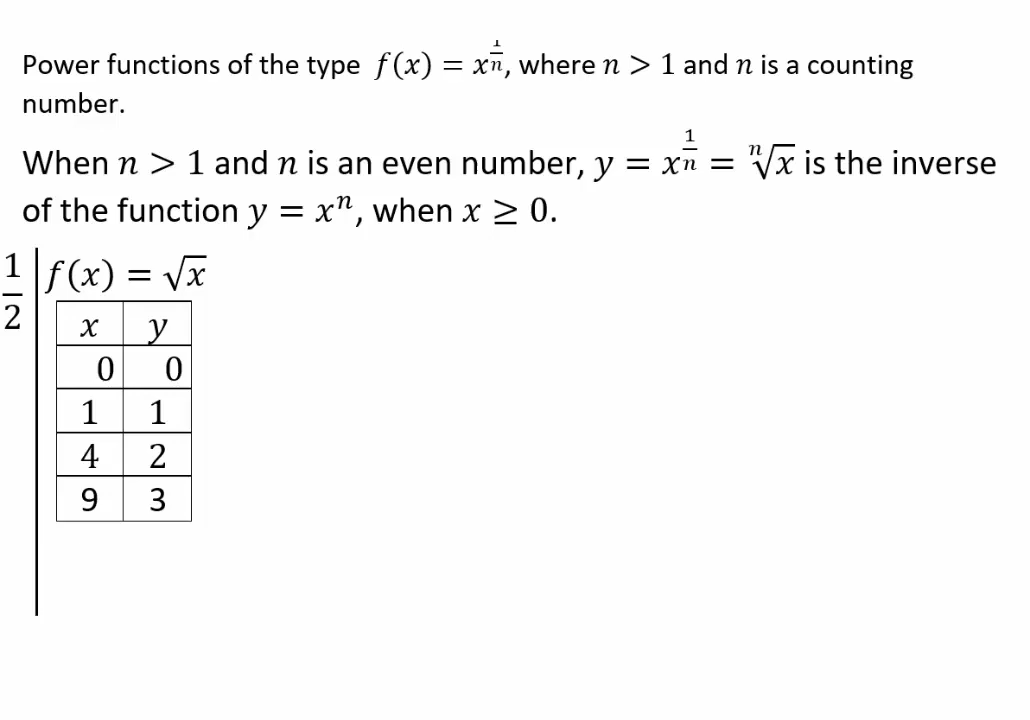 Power functions of the type f(x) = x^(1/n), where n > 1 and n is a counting
number.
When n > 1 and n is an even number, y = x^(1/n) = ⁿ√x is the inverse
of the function y = xⁿ, when x ≥ 0.
1/2 f(x) = √x
x y
0 0
1 1
4 2
9 3